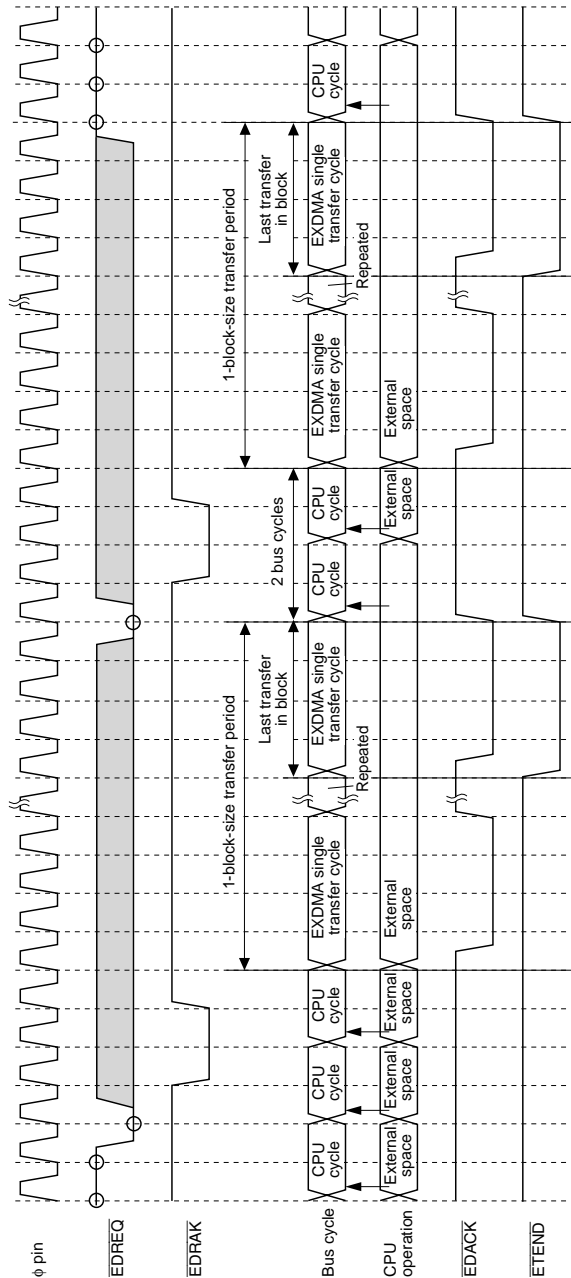 φ pin
EDREQ
EDRAK
1-block-size transfer period
2 bus cycles
1-block-size transfer period
Last transfer
in block
Last transfer
in block
Bus cycle
CPU
cycle
CPU
cycle
CPU
cycle
EXDMA single
transfer cycle
EXDMA single
transfer cycle
CPU
cycle
CPU
cycle
EXDMA single
transfer cycle
EXDMA single
transfer cycle
CPU
cycle
Repeated
Repeated
CPU
operation
External
space
External
space
External
space
External
space
External
space
External
space
EDACK
ETEND